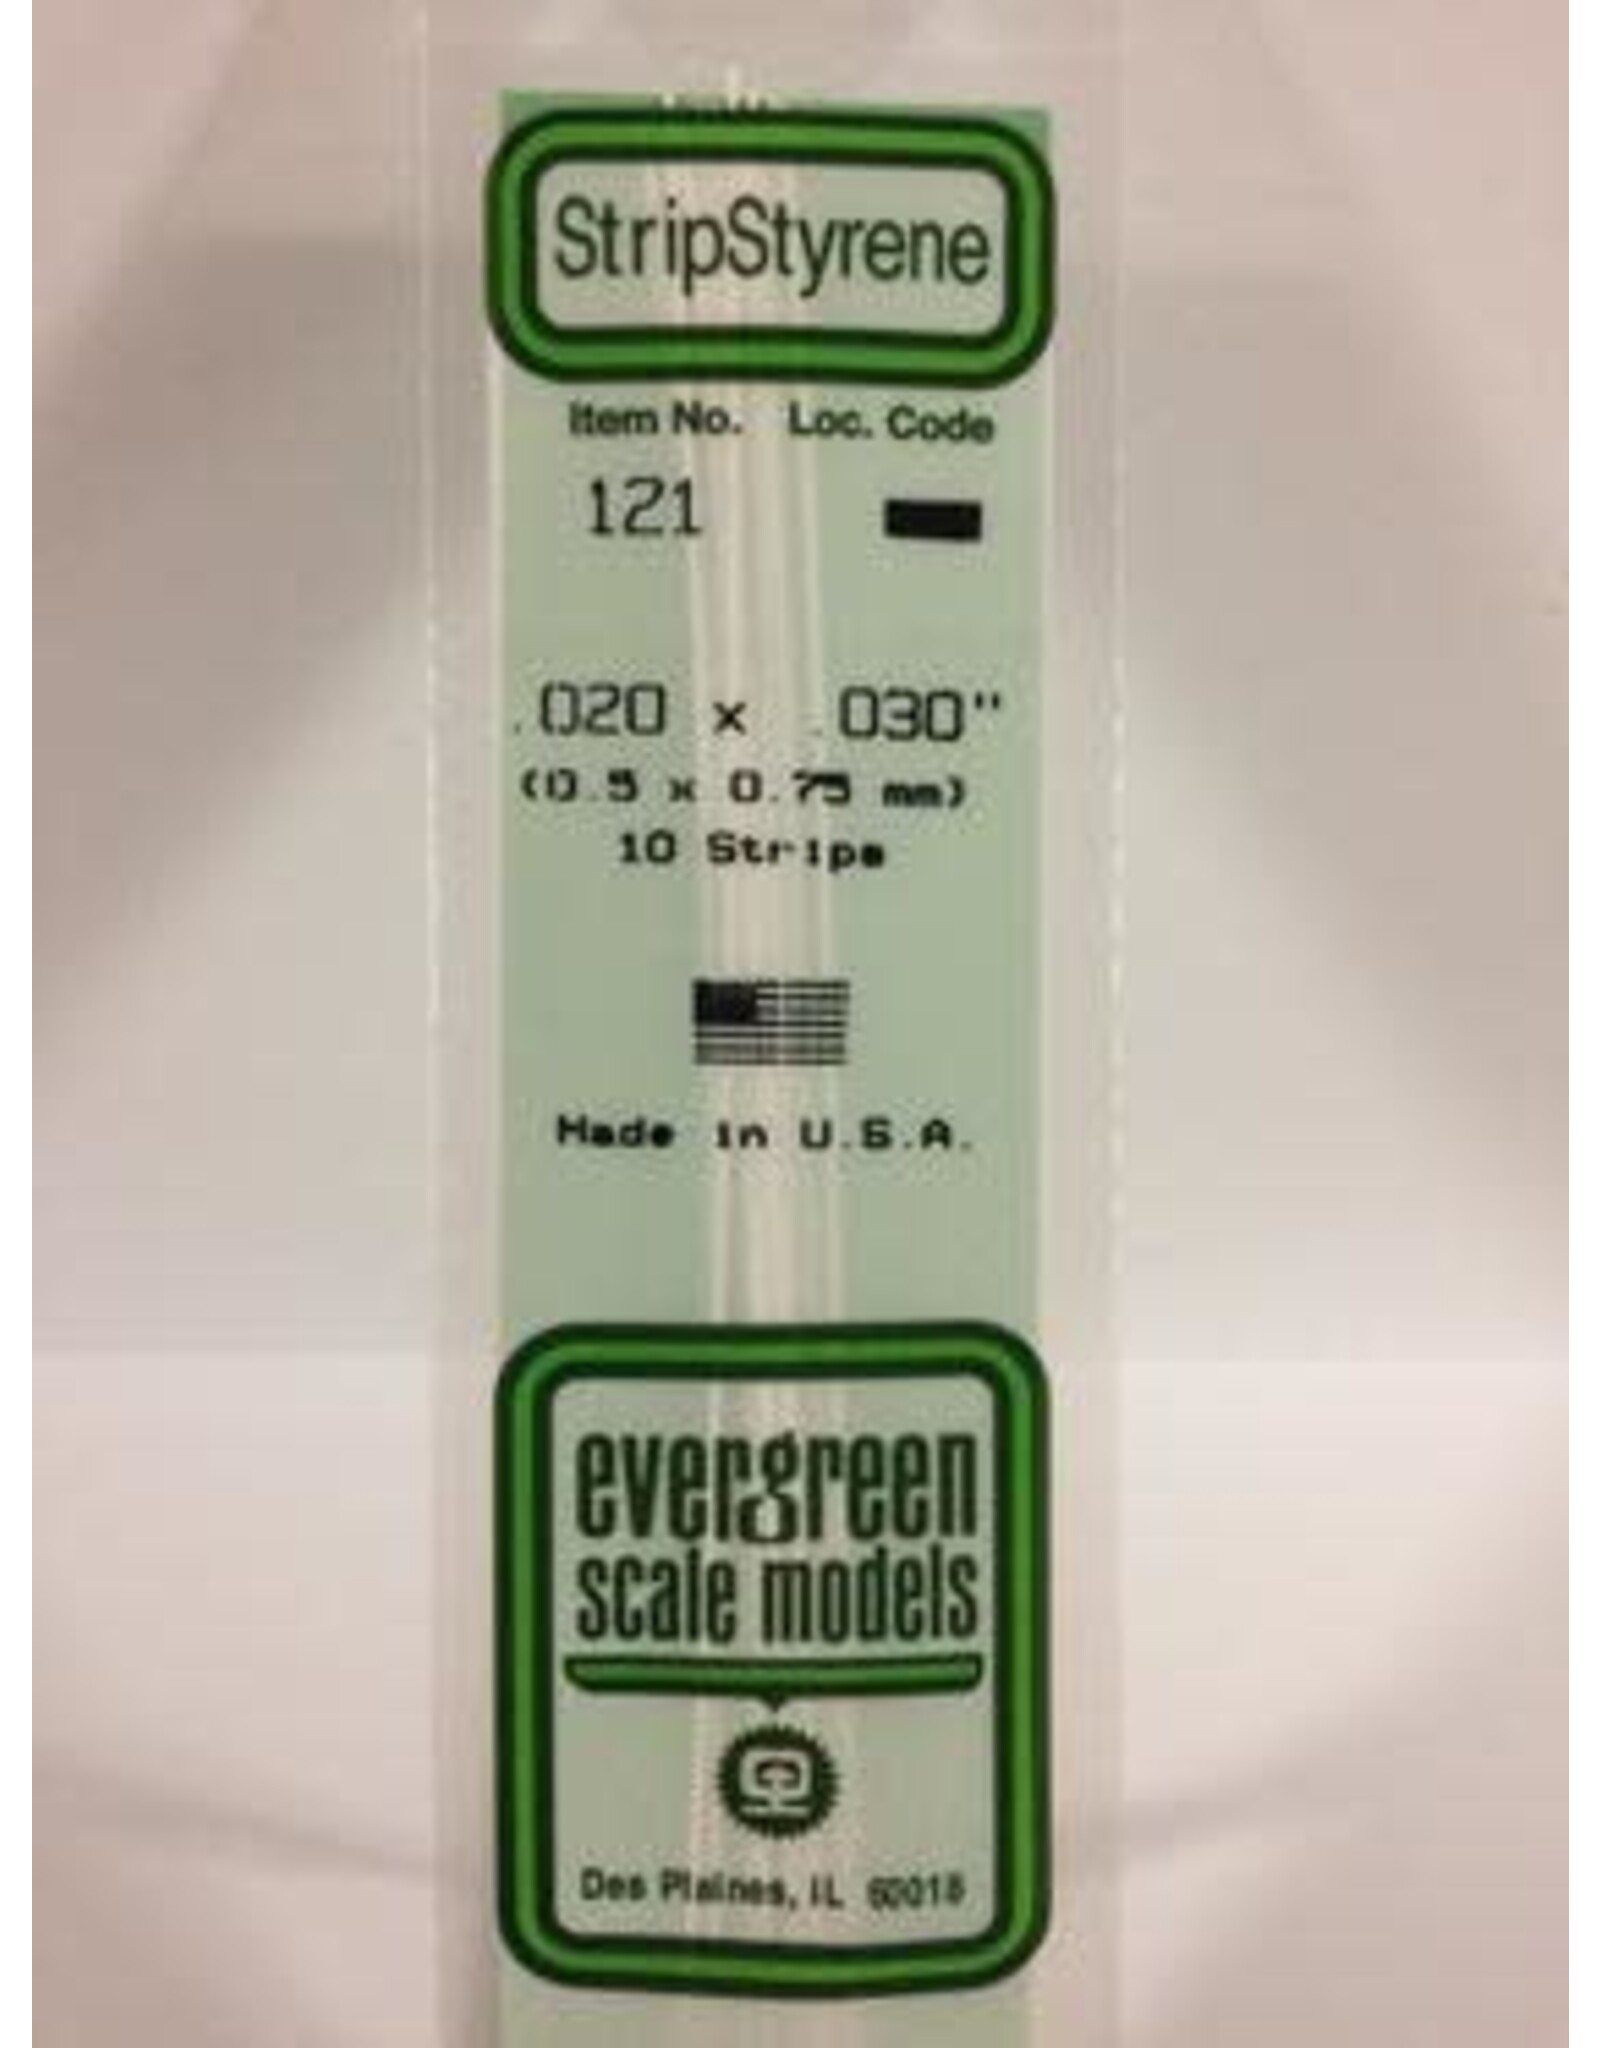 StripStyrene
Item No. Loc. Code
121
.020 x .030"
(0.5 x 0.75 mm)
10 Strips
Made in U.S.A.
evergreen
scale models
Des Plaines, IL 60018